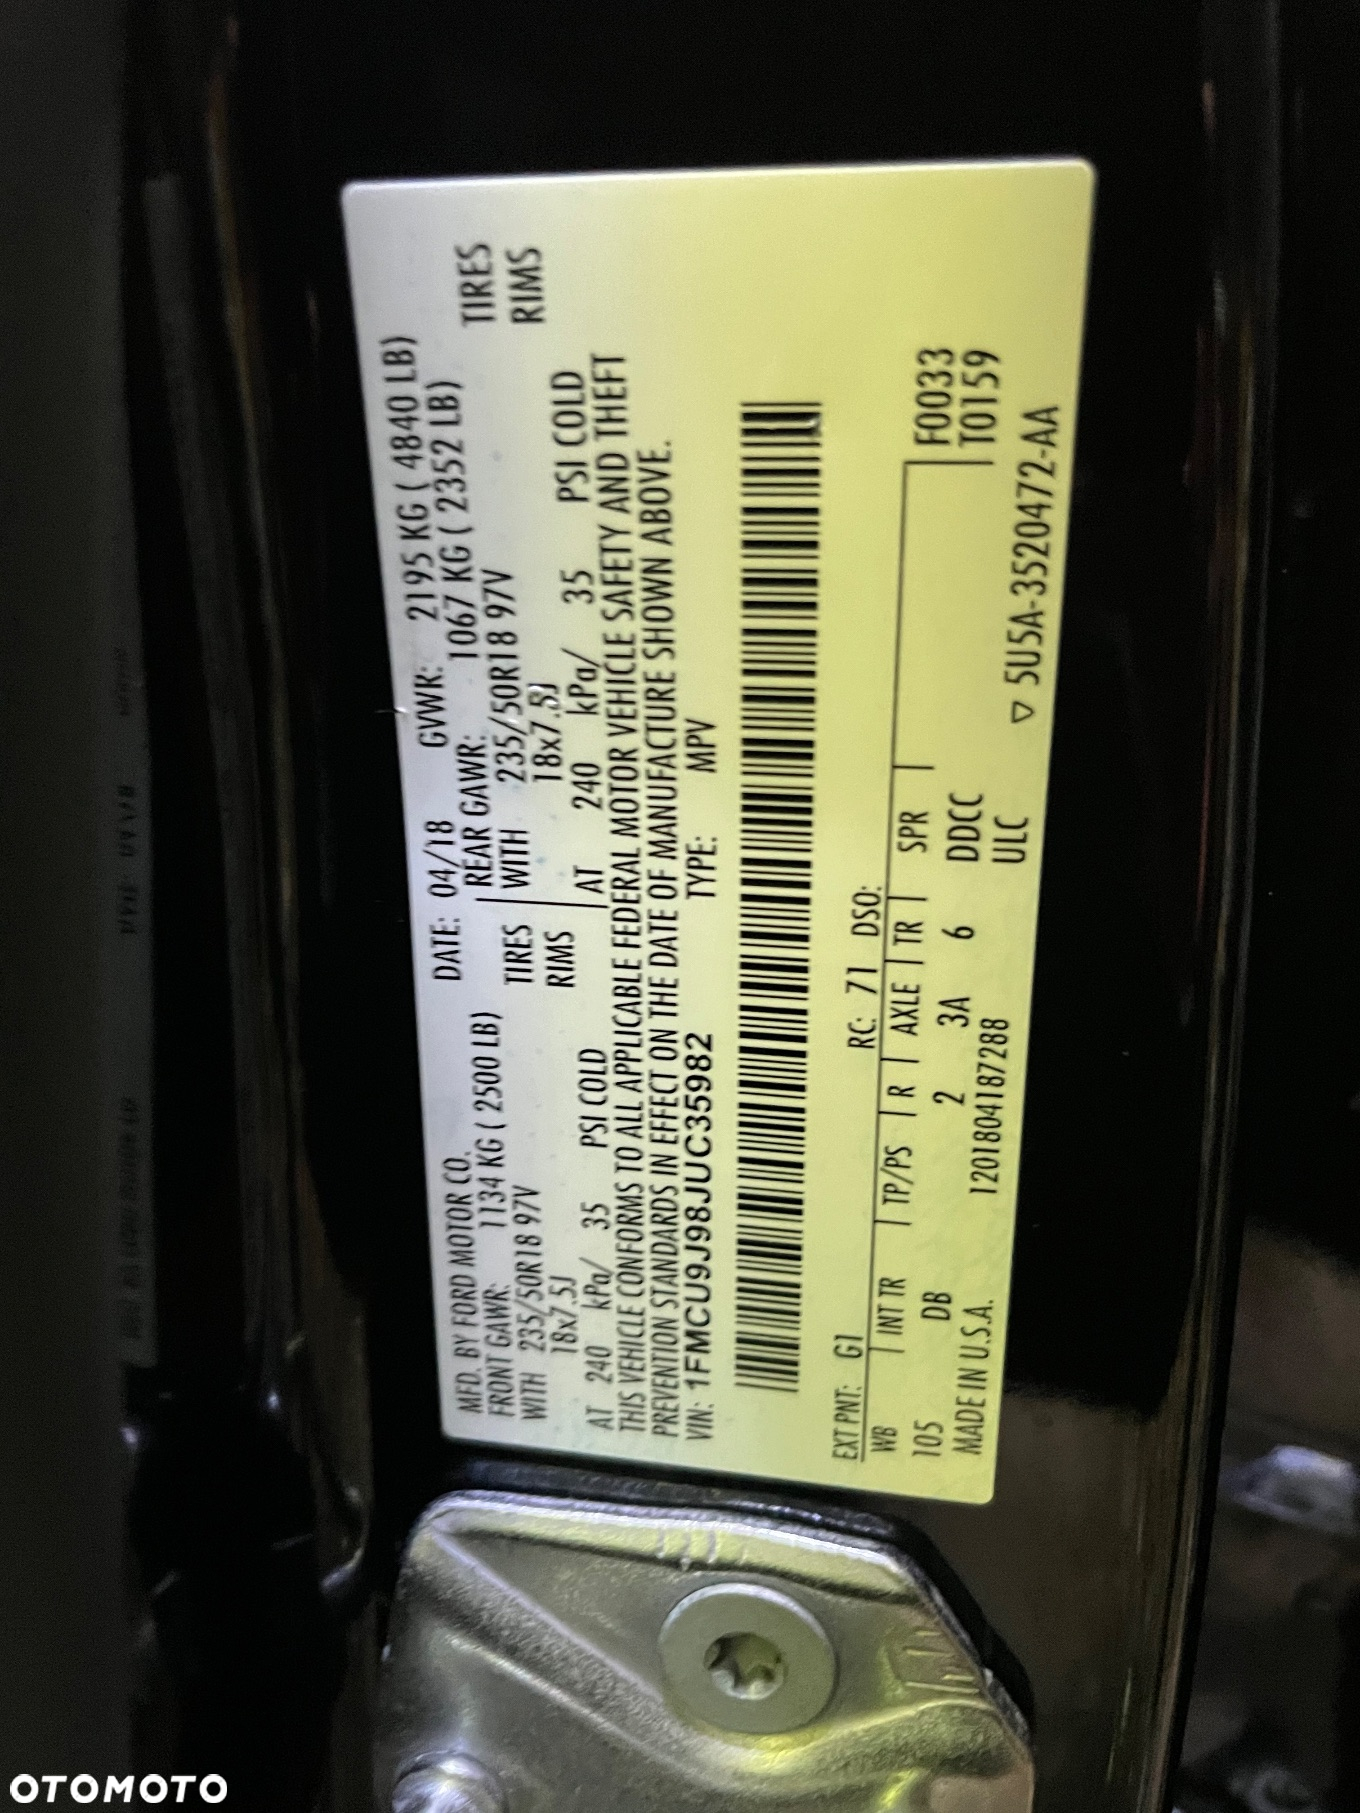 MFD. BY FORD MOTOR CO. DATE: 04/18 GVWR: 2195 KG ( 4840 LB)
FRONT GAWR: 1134 KG ( 2500 LB) REAR GAWR: 1067 KG ( 2352 LB)
WITH 235/50R18 97V TIRES WITH 235/50R18 97V TIRES
18x7.5J RIMS 18x7.5J RIMS
AT 240 kPa/ 35 PSI COLD AT 240 kPa/ 35 PSI COLD
THIS VEHICLE CONFORMS TO ALL APPLICABLE FEDERAL MOTOR VEHICLE SAFETY AND THEFT
PREVENTION STANDARDS IN EFFECT ON THE DATE OF MANUFACTURE SHOWN ABOVE.
VIN: 1FMCU9J98JUC35982 TYPE: MPV
EXT PNT: G1 RC: 71 DSO: F0033
WB INT TR TP/PS R AXLE TR SPR T0159
105 DB 2 3A 6 DDCC
MADE IN U.S.A. 120180418​7288 ULC
▽ 5U5A-3520472-AA
OTOMOTO